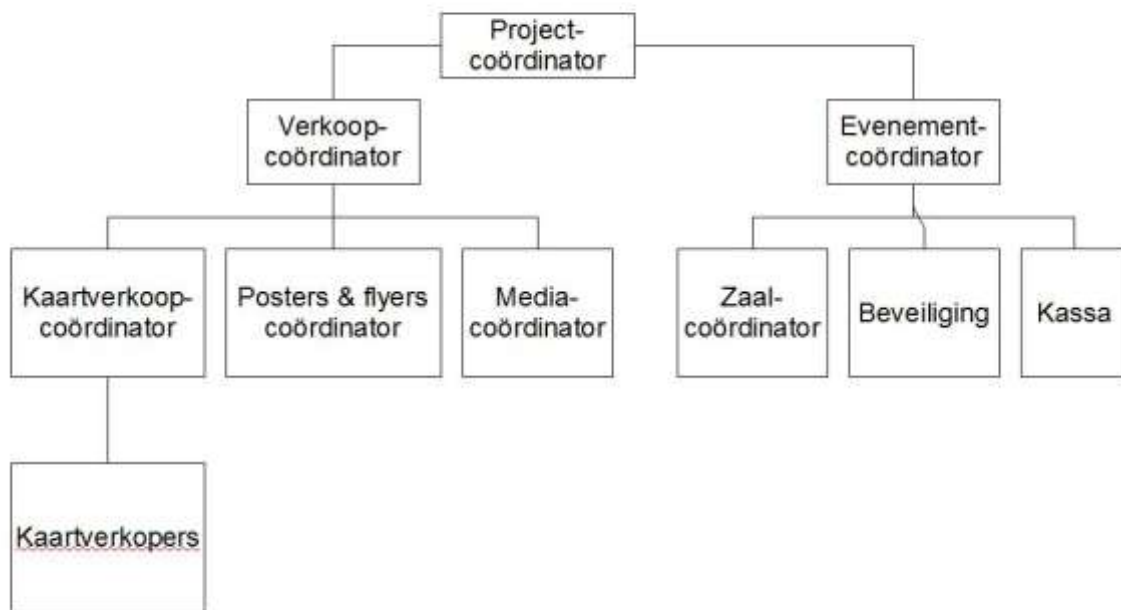 Project-
coördinator
Verkoop-
coördinator
Evenement-
coördinator
Kaartverkoop-
coördinator
Posters & flyers
coördinator
Media-
coördinator
Zaal-
coördinator
Beveiliging
Kassa
Kaartverkopers